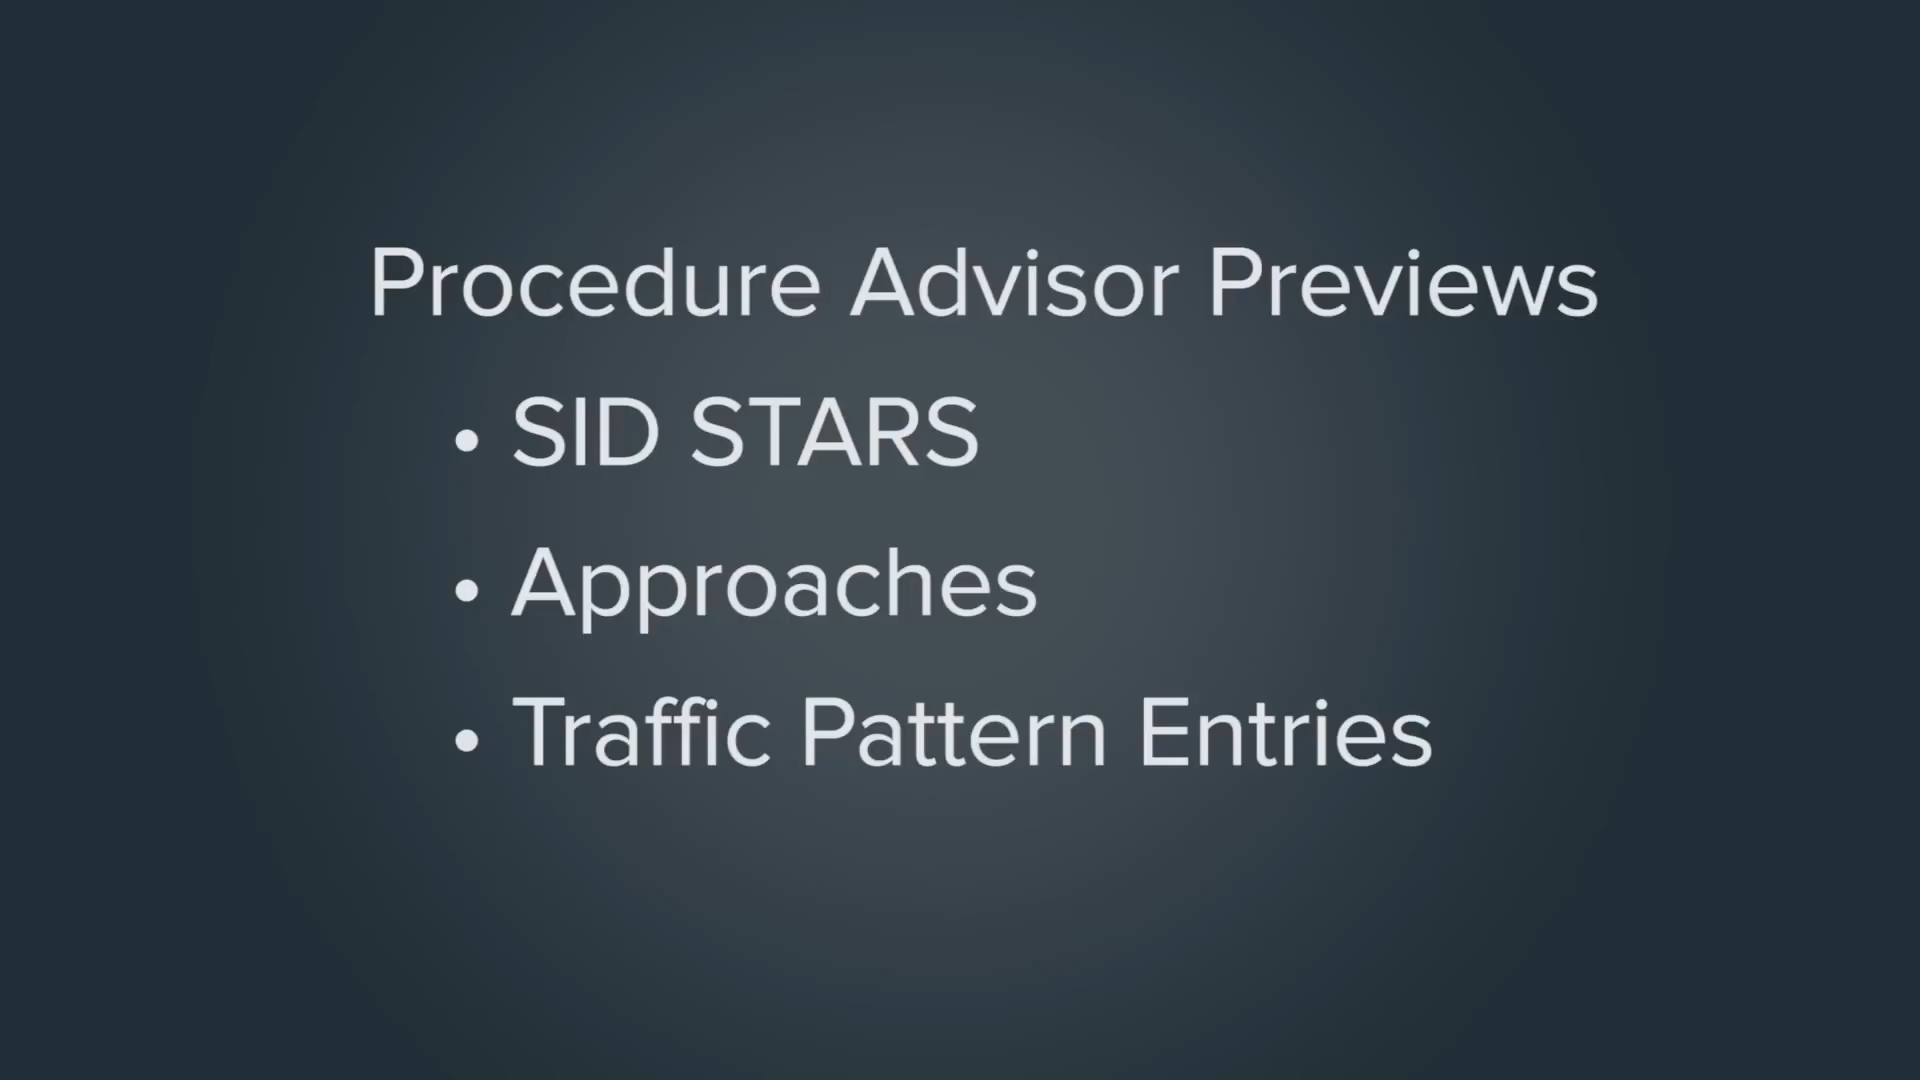 Procedure Advisor Previews
• SID STARS
• Approaches
• Traffic Pattern Entries